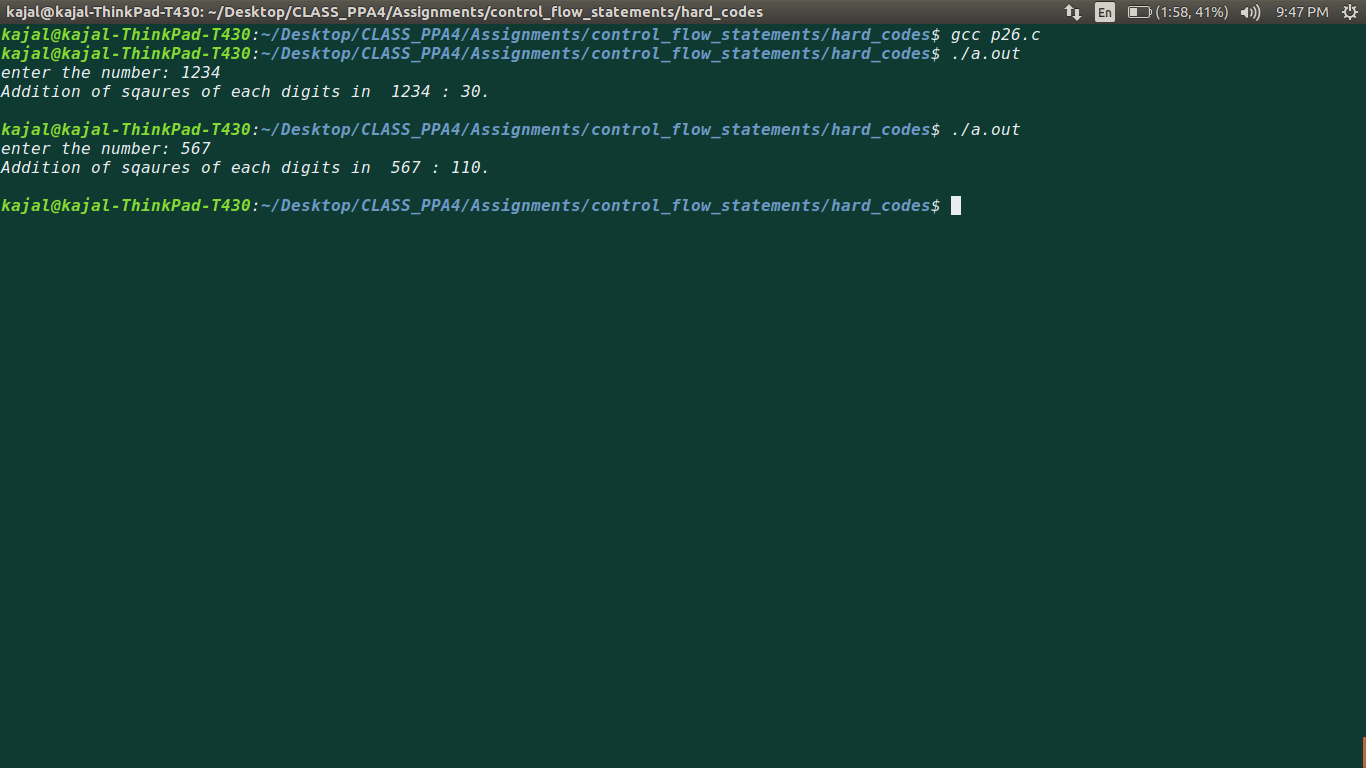 kajal@kajal-ThinkPad-T430: ~/Desktop/CLASS_PPA4/Assignments/control_flow_statements/hard_codes En (1:58, 41%) 9:47 PM
kajal@kajal-ThinkPad-T430:~/Desktop/CLASS_PPA4/Assignments/control_flow_statements/hard_codes$ gcc p26.c
kajal@kajal-ThinkPad-T430:~/Desktop/CLASS_PPA4/Assignments/control_flow_statements/hard_codes$ ./a.out
enter the number: 1234
Addition of sqaures of each digits in  1234 : 30.
kajal@kajal-ThinkPad-T430:~/Desktop/CLASS_PPA4/Assignments/control_flow_statements/hard_codes$ ./a.out
enter the number: 567
Addition of sqaures of each digits in  567 : 110.
kajal@kajal-ThinkPad-T430:~/Desktop/CLASS_PPA4/Assignments/control_flow_statements/hard_codes$